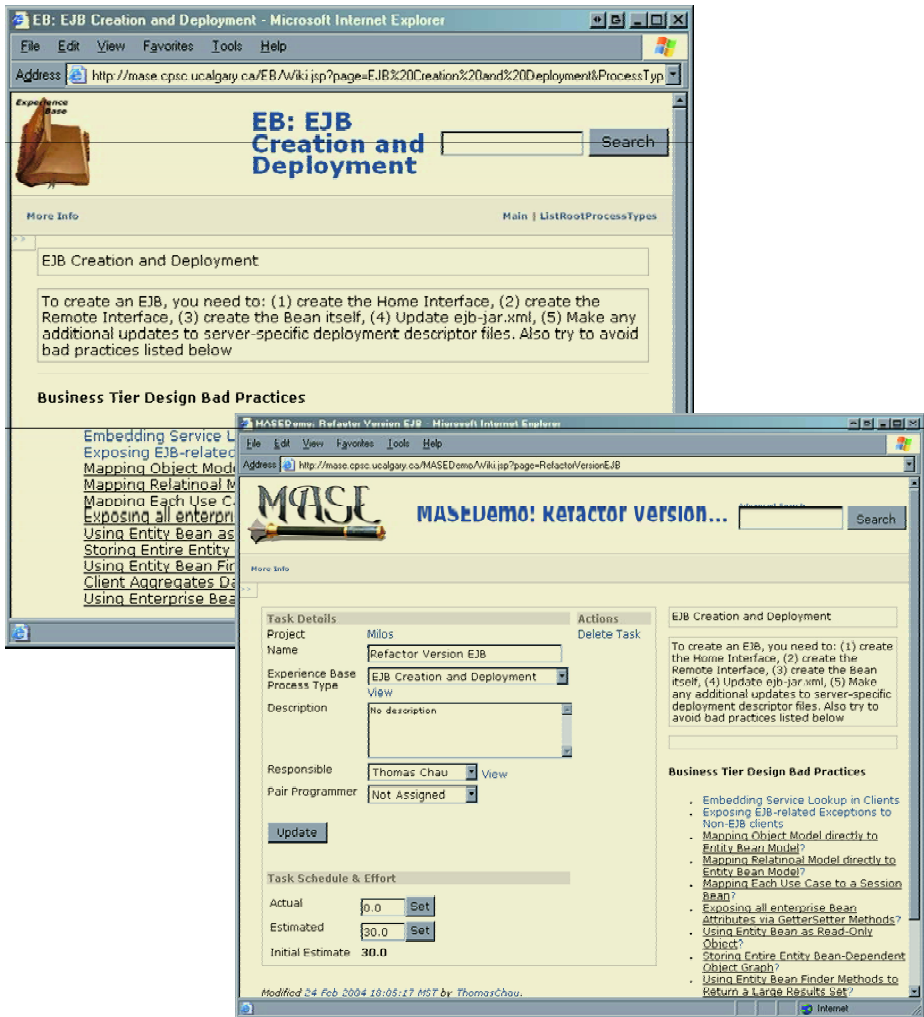 EB: EJB Creation and Deployment - Microsoft Internet Explorer
File Edit View Favorites Tools Help
Address http://mase.cpsc.ucalgary.ca/EB/Wiki.jsp?page=EJB%20Creation%20and%20Deployment&ProcessTyp
Experience
Base
EB: EJB
Creation and
Deployment
Search
More Info
Main | ListRootProcessTypes
>>
EJB Creation and Deployment
To create an EJB, you need to: (1) create the Home Interface, (2) create the
Remote Interface, (3) create the Bean itself, (4) Update ejb-jar.xml, (5) Make any
additional updates to server-specific deployment descriptor files. Also try to avoid
bad practices listed below
Business Tier Design Bad Practices
Embedding Service L
Exposing EJB-related
Mapping Object Mod
Mapping Relatinoal M
Mapping Each Use C
Exposing all enterpri
Using Entity Bean as
Storing Entire Entity
Using Entity Bean Fin
Client Aggregates Da
Using Enterprise Bea
MASEDemo: Refactor Version EJB - Microsoft Internet Explorer
File Edit View Favorites Tools Help
Address http://mase.cpsc.ucalgary.ca/MASEDemo/Wiki.jsp?page=RefactorVersionEJB
MASE
MASEDemo: Refactor Version...
Search
More Info
>>
Task Details
Actions
Project Milos
Delete Task
Name Refactor Version EJB
Experience Base
Process Type
EJB Creation and Deployment
View
Description No description
Responsible Thomas Chau View
Pair Programmer Not Assigned
Update
Task Schedule & Effort
Actual 0.0 Set
Estimated 30.0 Set
Initial Estimate 30.0
Modified 24 Feb 2004 18:05:17 MST by ThomasChau.
EJB Creation and Deployment
To create an EJB, you need to: (1) create
the Home Interface, (2) create the
Remote Interface, (3) create the Bean
itself, (4) Update ejb-jar.xml, (5) Make
any additional updates to server-specific
deployment descriptor files. Also try to
avoid bad practices listed below
Business Tier Design Bad Practices
Embedding Service Lookup in Clients
Exposing EJB-related Exceptions to
Non-EJB clients
Mapping Object Model directly to
Entity Bean Model?
Mapping Relatinoal Model directly to
Entity Bean Model?
Mapping Each Use Case to a Session
Bean?
Exposing all enterprise Bean
Attributes via GetterSetter Methods?
Using Entity Bean as Read-Only
Object?
Storing Entire Entity Bean-Dependent
Object Graph?
Using Entity Bean Finder Methods to
Return a Large Results Set?
Internet